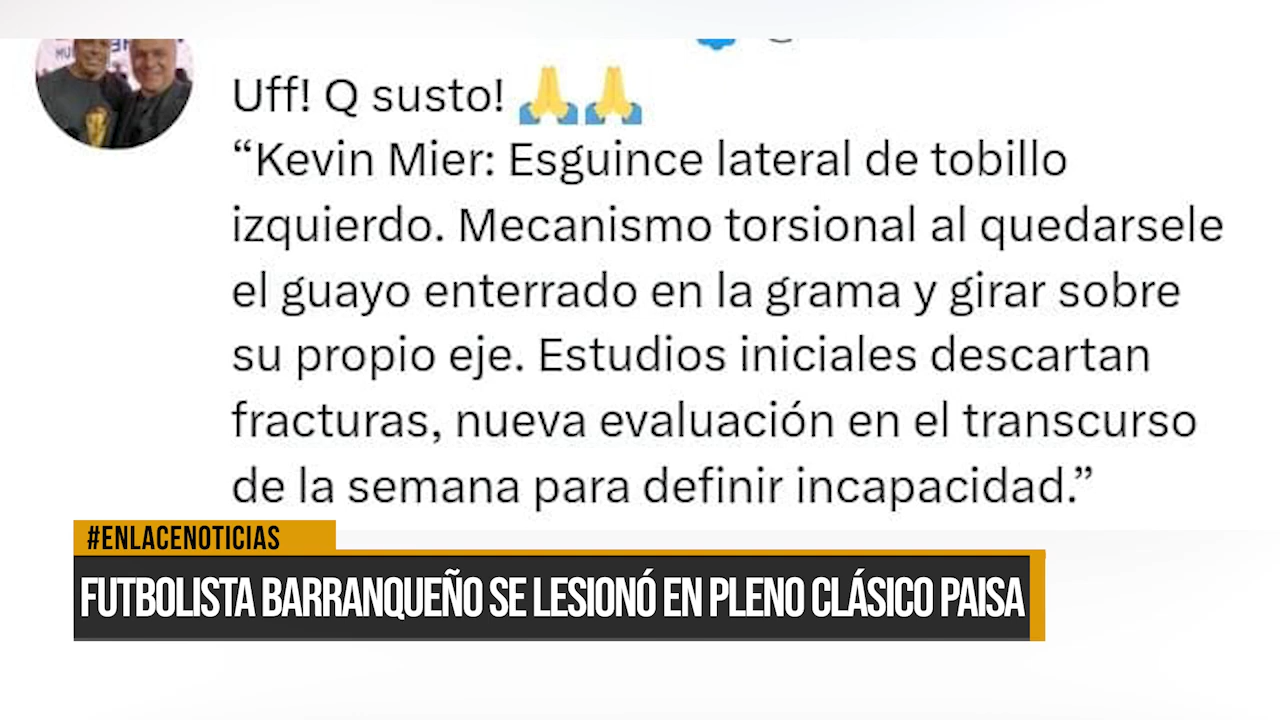 Uff! Q susto! 🙏🙏
“Kevin Mier: Esguince lateral de tobillo
izquierdo. Mecanismo torsional al quedarsele
el guayo enterrado en la grama y girar sobre
su propio eje. Estudios iniciales descartan
fracturas, nueva evaluación en el transcurso
de la semana para definir incapacidad.”
#ENLACENOTICIAS
FUTBOLISTA BARRANQUEÑO SE LESIONÓ EN PLENO CLÁSICO PAISA